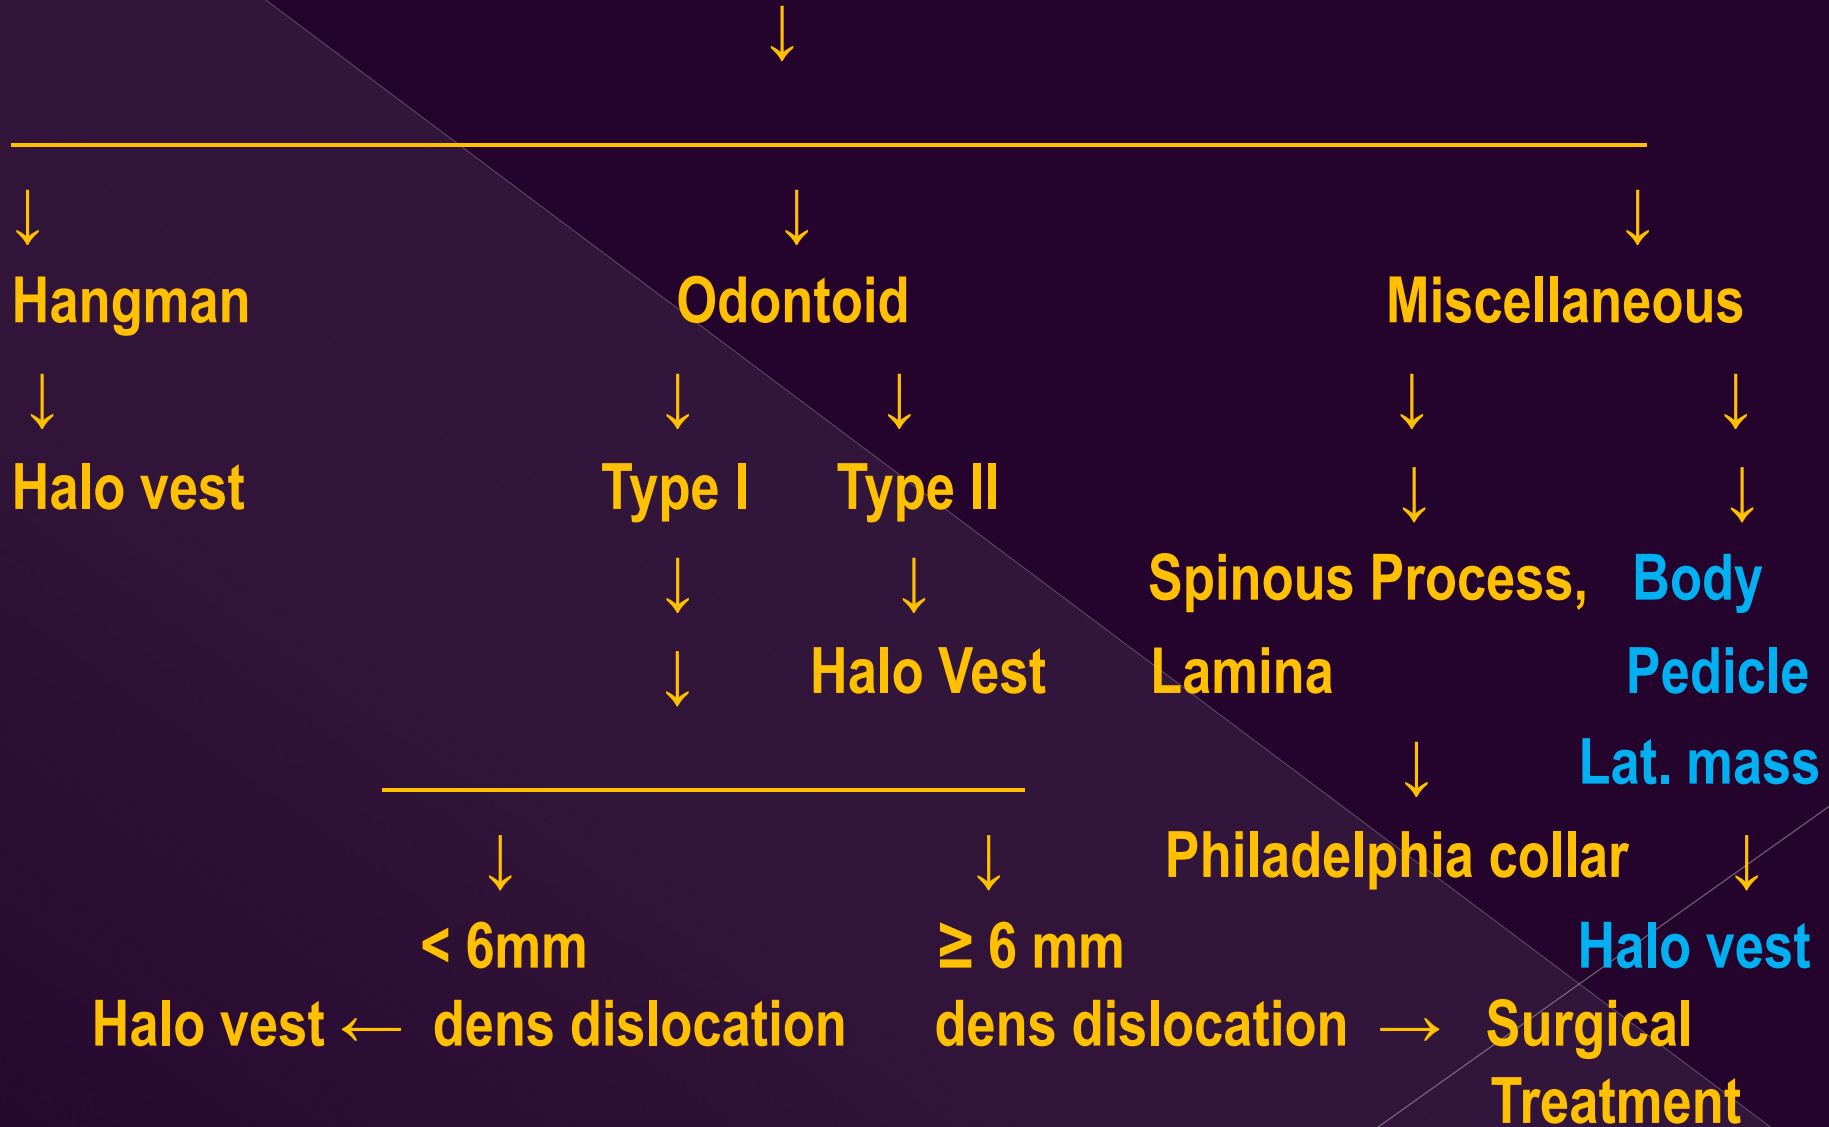 ↓
↓ ↓ ↓
Hangman Odontoid Miscellaneous
↓ ↓ ↓ ↓ ↓
Halo vest Type I Type II ↓ ↓
↓ ↓ Spinous Process, Body
↓ Halo Vest Lamina Pedicle
↓ Lat. mass
↓ ↓ Philadelphia collar ↓
< 6mm ≥ 6 mm Halo vest
Halo vest ← dens dislocation dens dislocation → Surgical
Treatment